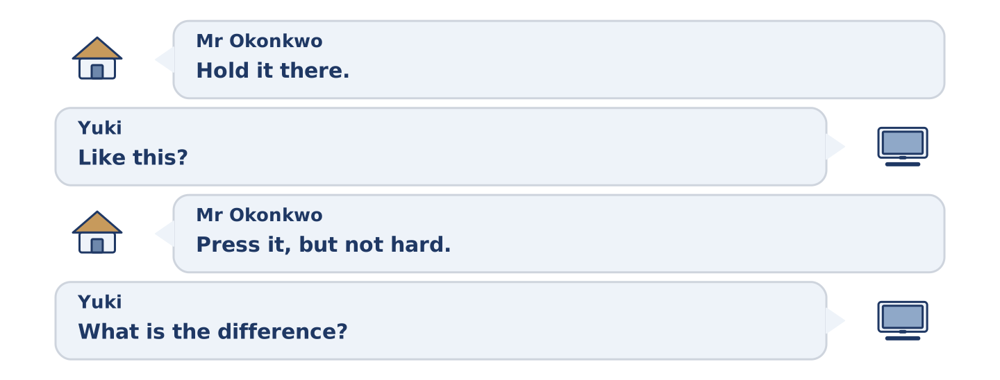 Mr Okonkwo
Hold it there.
Yuki
Like this?
Mr Okonkwo
Press it, but not hard.
Yuki
What is the difference?